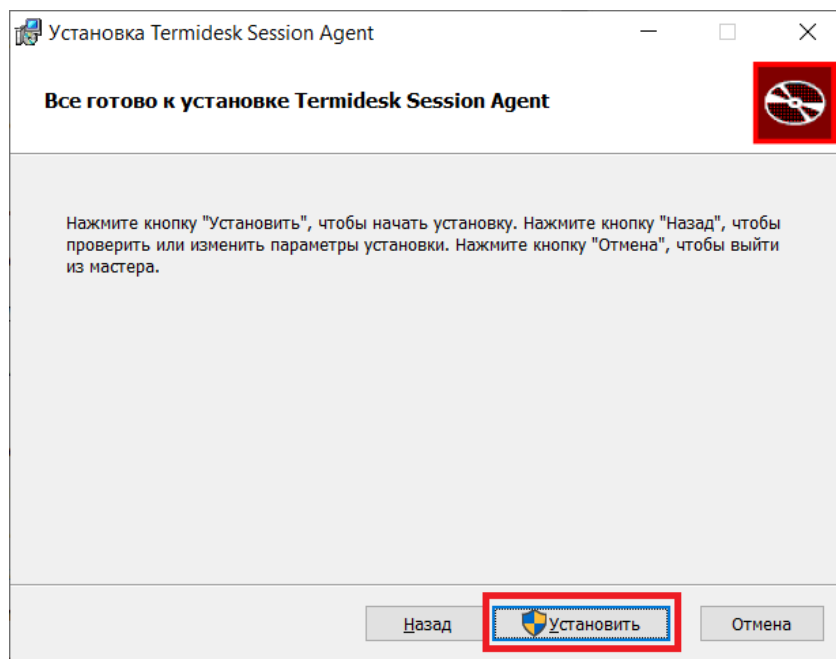 Установка Termidesk Session Agent
Все готово к установке Termidesk Session Agent
Нажмите кнопку "Установить", чтобы начать установку. Нажмите кнопку "Назад", чтобы
проверить или изменить параметры установки. Нажмите кнопку "Отмена", чтобы выйти
из мастера.
Назад Установить Отмена